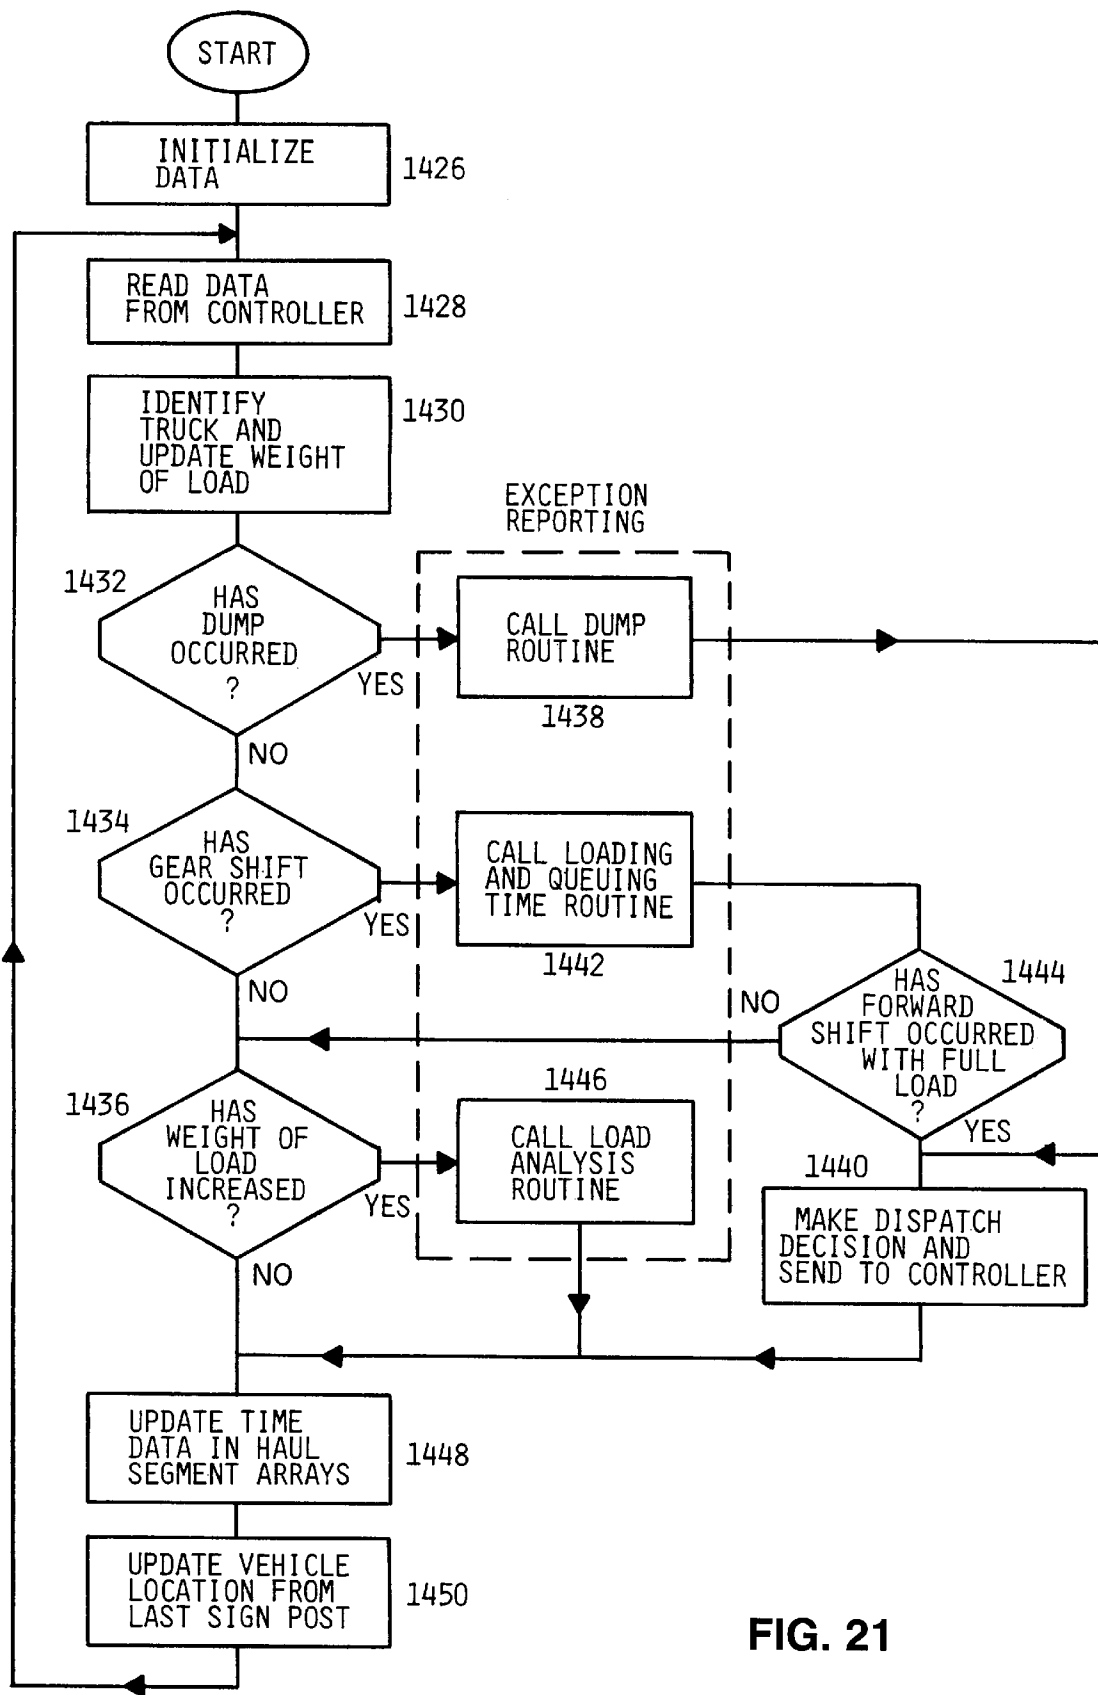 START
INITIALIZE
DATA
1426
READ DATA
FROM CONTROLLER
1428
IDENTIFY
TRUCK AND
UPDATE WEIGHT
OF LOAD
1430
EXCEPTION
REPORTING
1432
HAS
DUMP
OCCURRED
?
YES
NO
CALL DUMP
ROUTINE
1438
1434
HAS
GEAR SHIFT
OCCURRED
?
YES
NO
CALL LOADING
AND QUEUING
TIME ROUTINE
1442
1444
HAS
FORWARD
SHIFT OCCURRED
WITH FULL
LOAD
?
NO
YES
1436
HAS
WEIGHT OF
LOAD
INCREASED
?
YES
NO
1446
CALL LOAD
ANALYSIS
ROUTINE
1440
MAKE DISPATCH
DECISION AND
SEND TO CONTROLLER
UPDATE TIME
DATA IN HAUL
SEGMENT ARRAYS
1448
UPDATE VEHICLE
LOCATION FROM
LAST SIGN POST
1450
FIG. 21